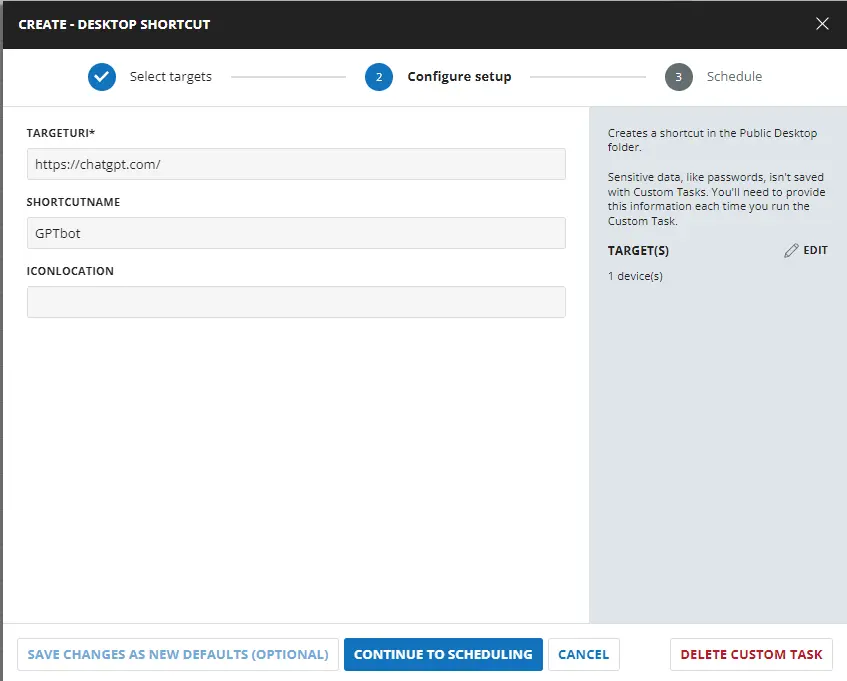 CREATE - DESKTOP SHORTCUT
Select targets
2
Configure setup
3
Schedule
TARGETURI*
https://chatgpt.com/
SHORTCUTNAME
GPTbot
ICONLOCATION
Creates a shortcut in the Public Desktop
folder.
Sensitive data, like passwords, isn't saved
with Custom Tasks. You'll need to provide
this information each time you run the
Custom Task.
TARGET(S)
EDIT
1 device(s)
SAVE CHANGES AS NEW DEFAULTS (OPTIONAL)
CONTINUE TO SCHEDULING
CANCEL
DELETE CUSTOM TASK